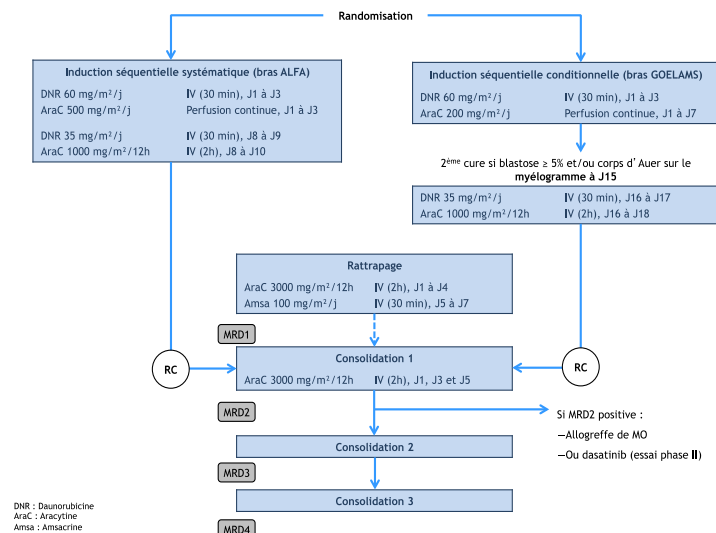 Randomisation
Induction séquentielle systématique (bras ALFA)
DNR 60 mg/m²/j IV (30 min), J1 à J3
AraC 500 mg/m²/j Perfusion continue, J1 à J3
DNR 35 mg/m²/j IV (30 min), J8 à J9
AraC 1000 mg/m²/12h IV (2h), J8 à J10
Induction séquentielle conditionnelle (bras GOELAMS)
DNR 60 mg/m²/j IV (30 min), J1 à J3
AraC 200 mg/m²/j Perfusion continue, J1 à J7
2ème cure si blastose ≥ 5% et/ou corps d'Auer sur le
myélogramme à J15
DNR 35 mg/m²/j IV (30 min), J16 à J17
AraC 1000 mg/m²/12h IV (2h), J16 à J18
Rattrapage
AraC 3000 mg/m²/12h IV (2h), J1 à J4
Amsa 100 mg/m²/j IV (30 min), J5 à J7
MRD1
RC
Consolidation 1
AraC 3000 mg/m²/12h IV (2h), J1, J3 et J5
RC
MRD2
Si MRD2 positive :
—Allogreffe de MO
—Ou dasatinib (essai phase II)
Consolidation 2
MRD3
Consolidation 3
MRD4
DNR : Daunorubicine
AraC : Aracytine
Amsa : Amsacrine